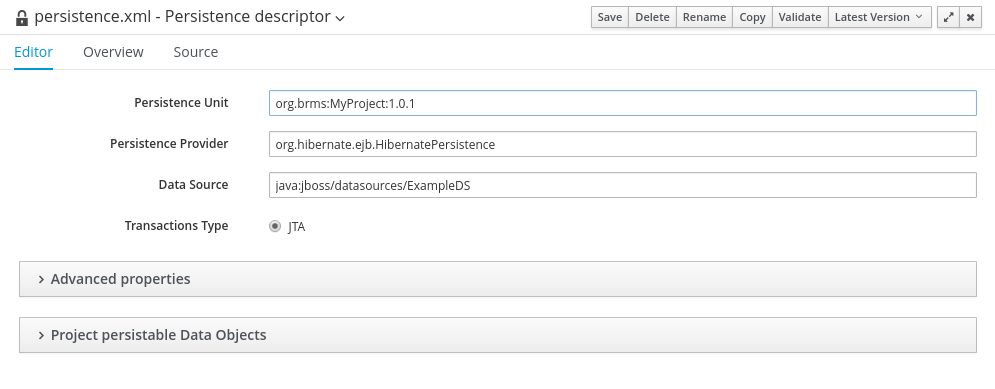 persistence.xml - Persistence descriptor
Save Delete Rename Copy Validate Latest Version
Editor Overview Source
Persistence Unit org.brms:MyProject:1.0.1
Persistence Provider org.hibernate.ejb.HibernatePersistence
Data Source java:jboss/datasources/ExampleDS
Transactions Type JTA
Advanced properties
Project persistable Data Objects